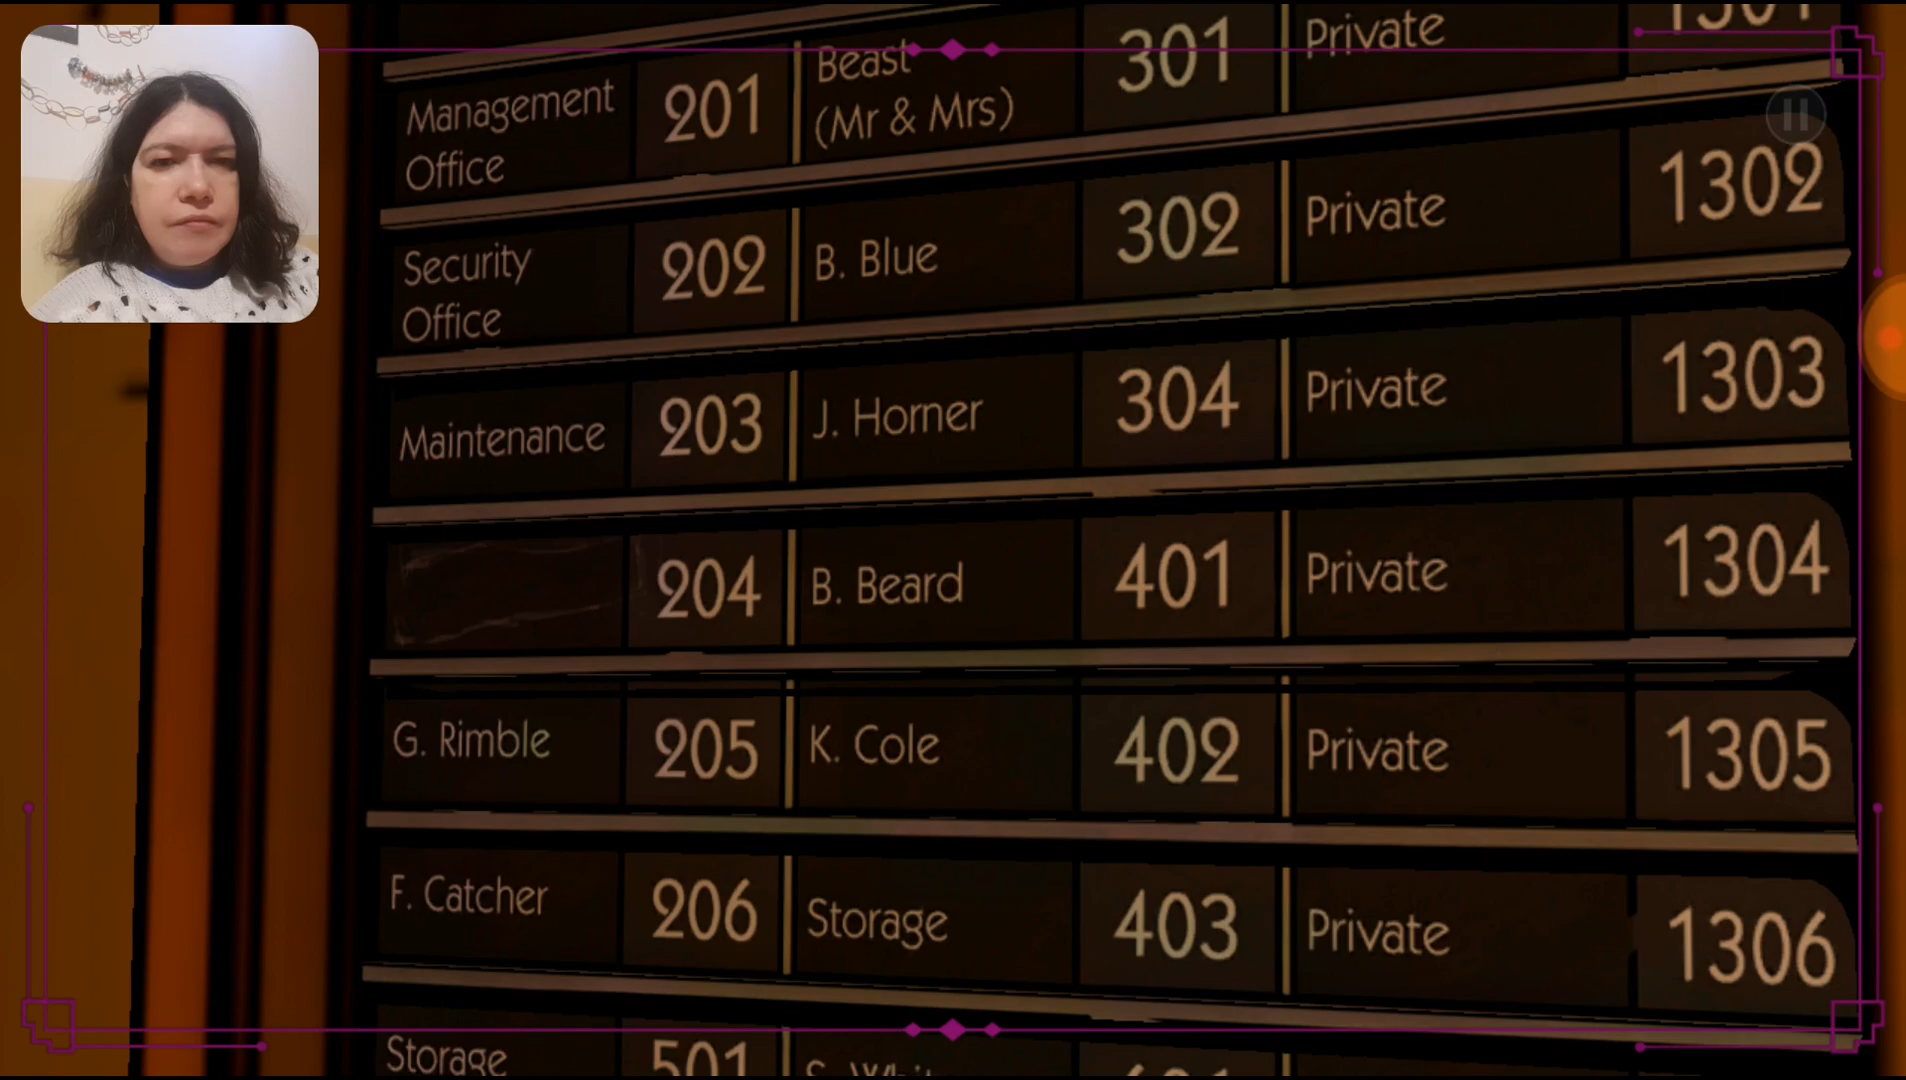 Management
Office
201
Beast
(Mr & Mrs)
301
Private
1301
Security
Office
202
B. Blue
302
Private
1302
Maintenance
203
J. Horner
304
Private
1303
204
B. Beard
401
Private
1304
G. Rimble
205
K. Cole
402
Private
1305
F. Catcher
206
Storage
403
Private
1306
Storage
501